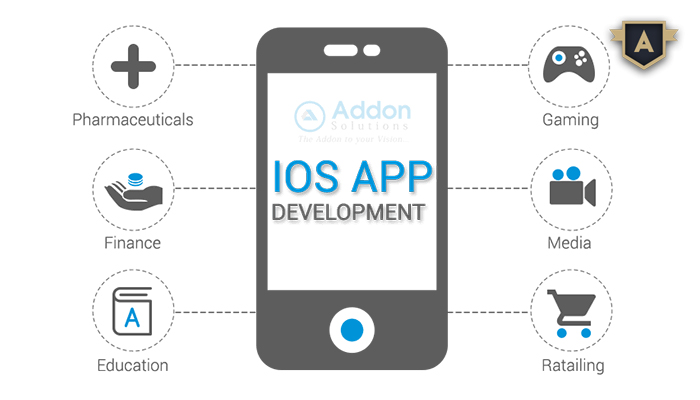 A
Addon
Solutions
The Addon to your Vision.
IOS APP
DEVELOPMENT
Pharmaceuticals
Finance
A
Education
Gaming
Media
Ratailing